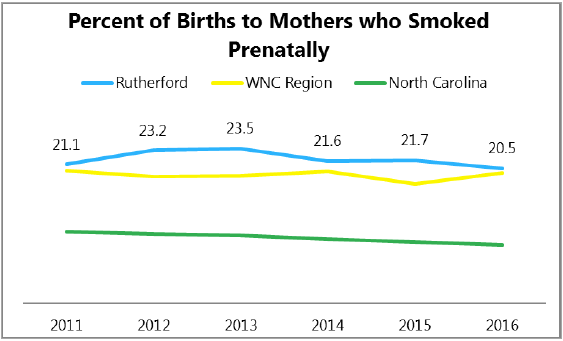 Percent of Births to Mothers who Smoked
Prenatally
Rutherford WNC Region North Carolina
21.1 23.2 23.5 21.6 21.7 20.5
2011 2012 2013 2014 2015 2016